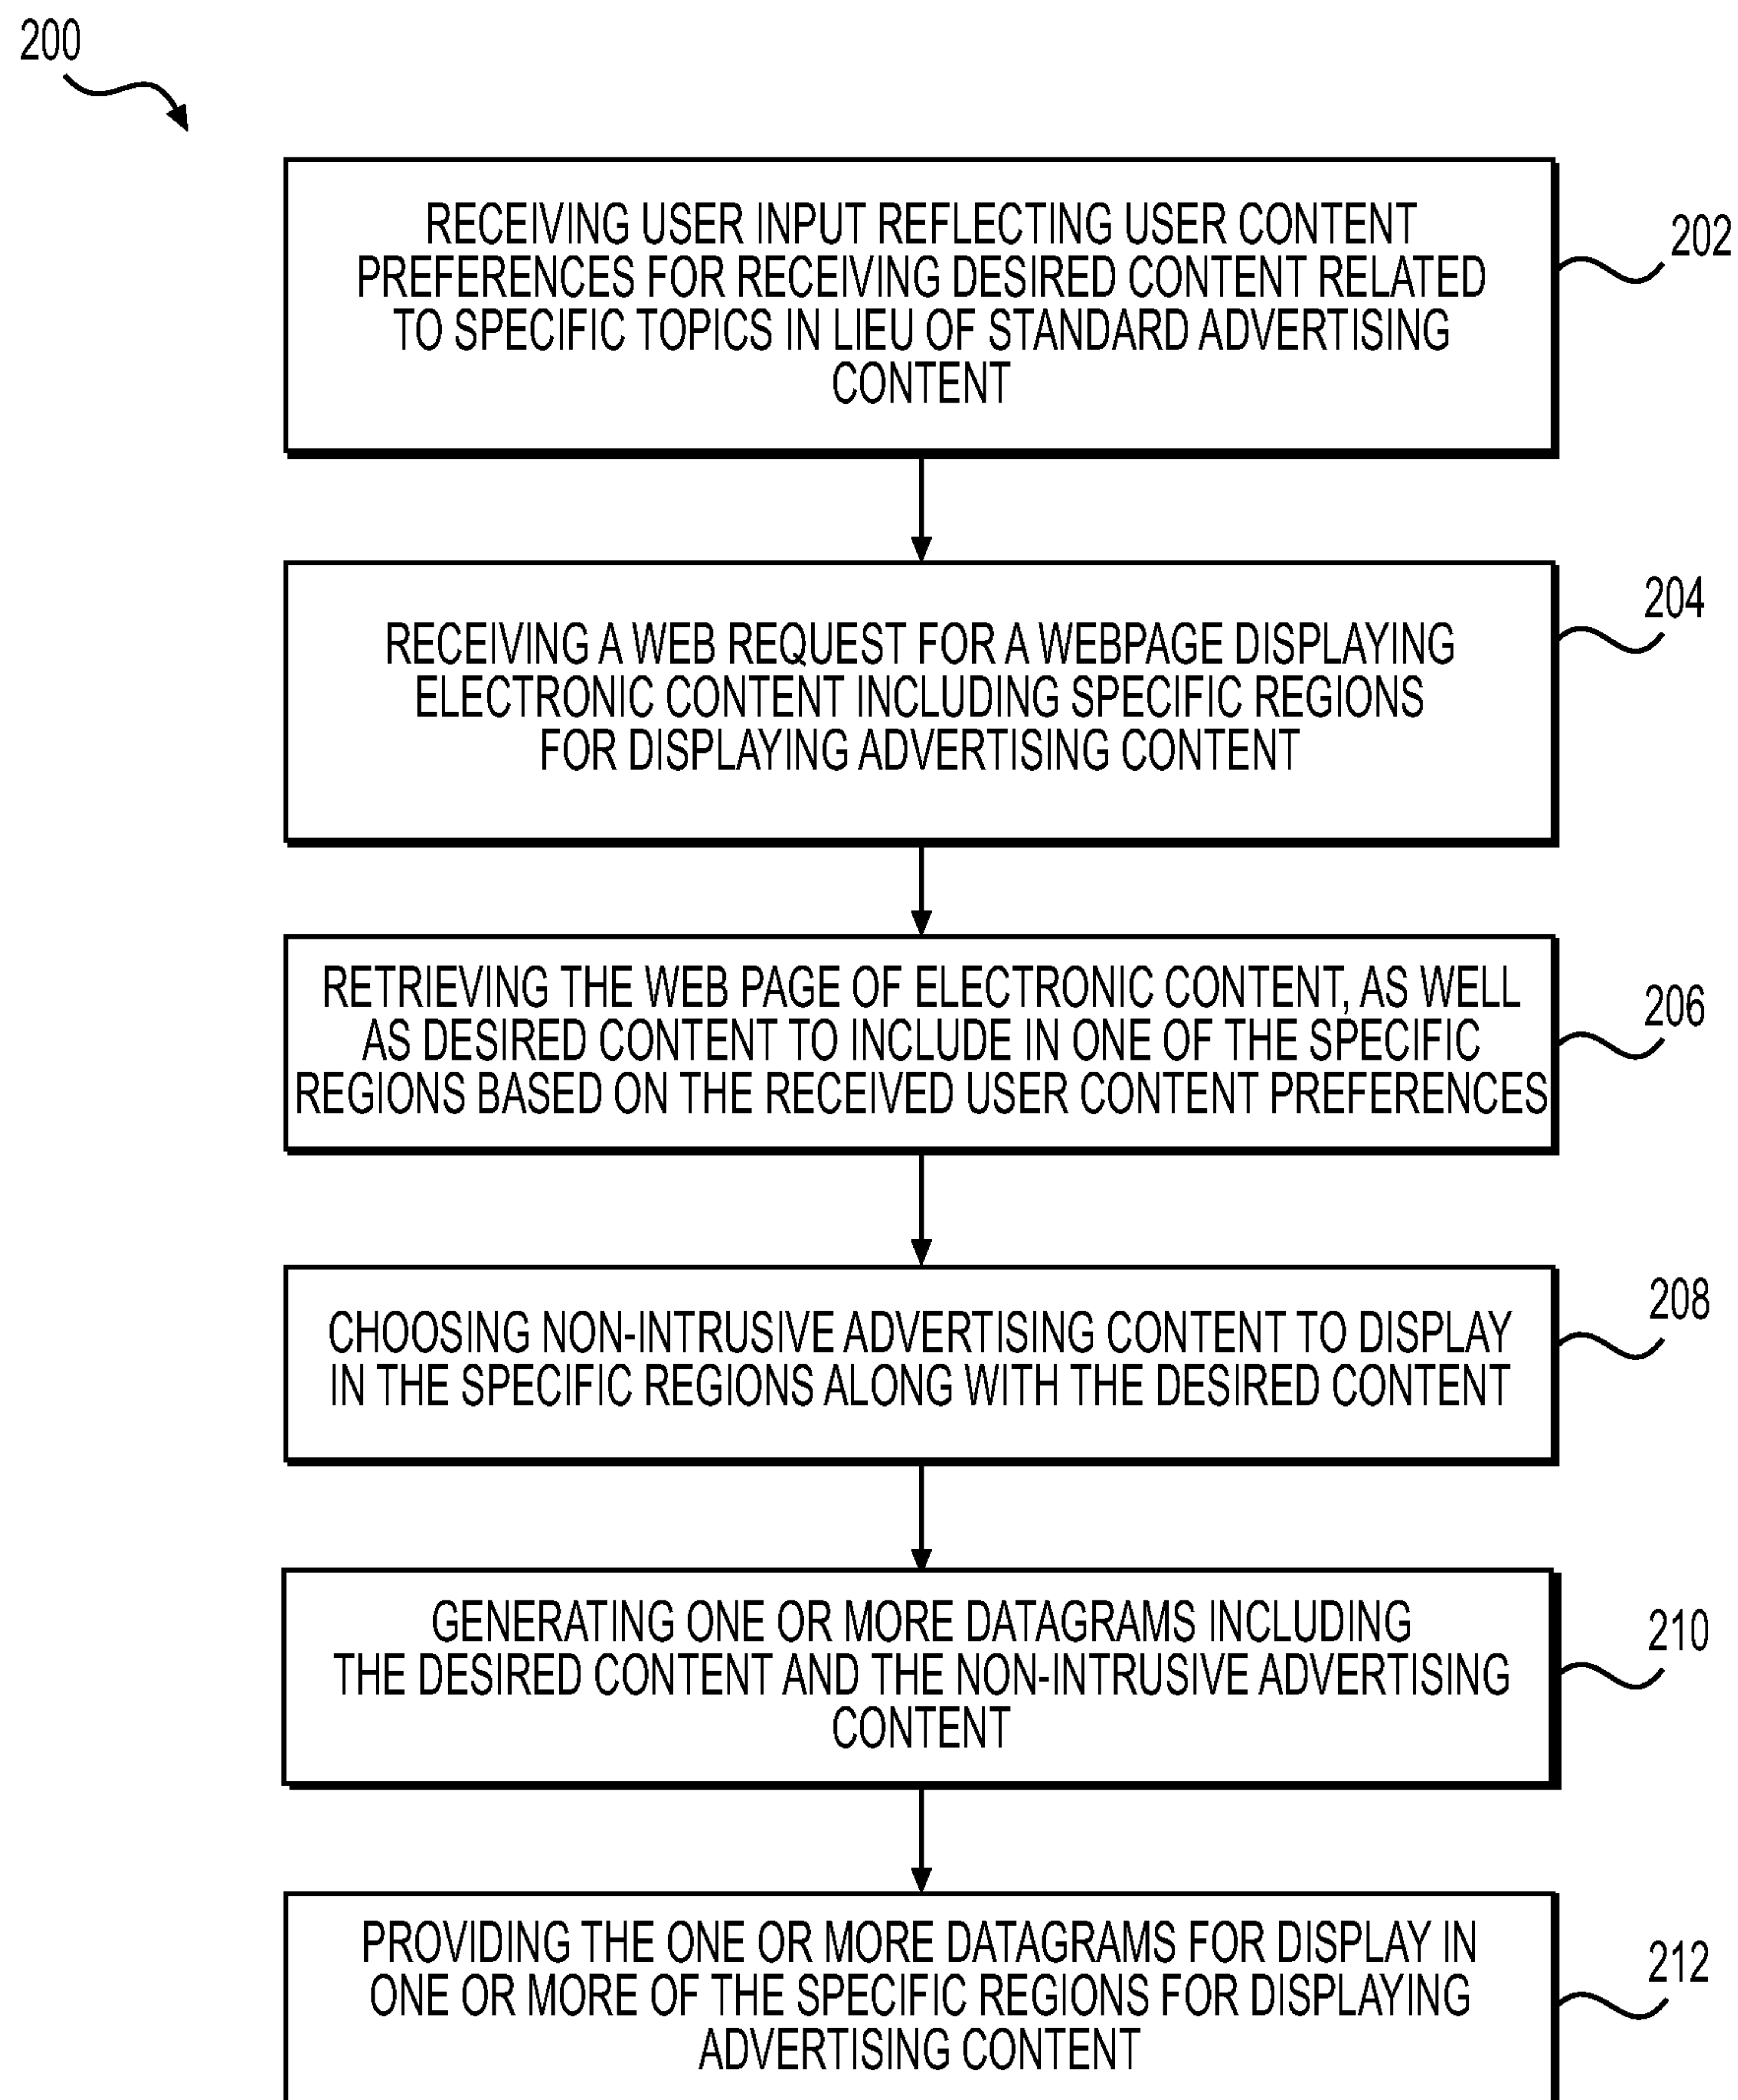 200
RECEIVING USER INPUT REFLECTING USER CONTENT
PREFERENCES FOR RECEIVING DESIRED CONTENT RELATED
TO SPECIFIC TOPICS IN LIEU OF STANDARD ADVERTISING
CONTENT
202
RECEIVING A WEB REQUEST FOR A WEBPAGE DISPLAYING
ELECTRONIC CONTENT INCLUDING SPECIFIC REGIONS
FOR DISPLAYING ADVERTISING CONTENT
204
RETRIEVING THE WEB PAGE OF ELECTRONIC CONTENT, AS WELL
AS DESIRED CONTENT TO INCLUDE IN ONE OF THE SPECIFIC
REGIONS BASED ON THE RECEIVED USER CONTENT PREFERENCES
206
CHOOSING NON-INTRUSIVE ADVERTISING CONTENT TO DISPLAY
IN THE SPECIFIC REGIONS ALONG WITH THE DESIRED CONTENT
208
GENERATING ONE OR MORE DATAGRAMS INCLUDING
THE DESIRED CONTENT AND THE NON-INTRUSIVE ADVERTISING
CONTENT
210
PROVIDING THE ONE OR MORE DATAGRAMS FOR DISPLAY IN
ONE OR MORE OF THE SPECIFIC REGIONS FOR DISPLAYING
ADVERTISING CONTENT
212